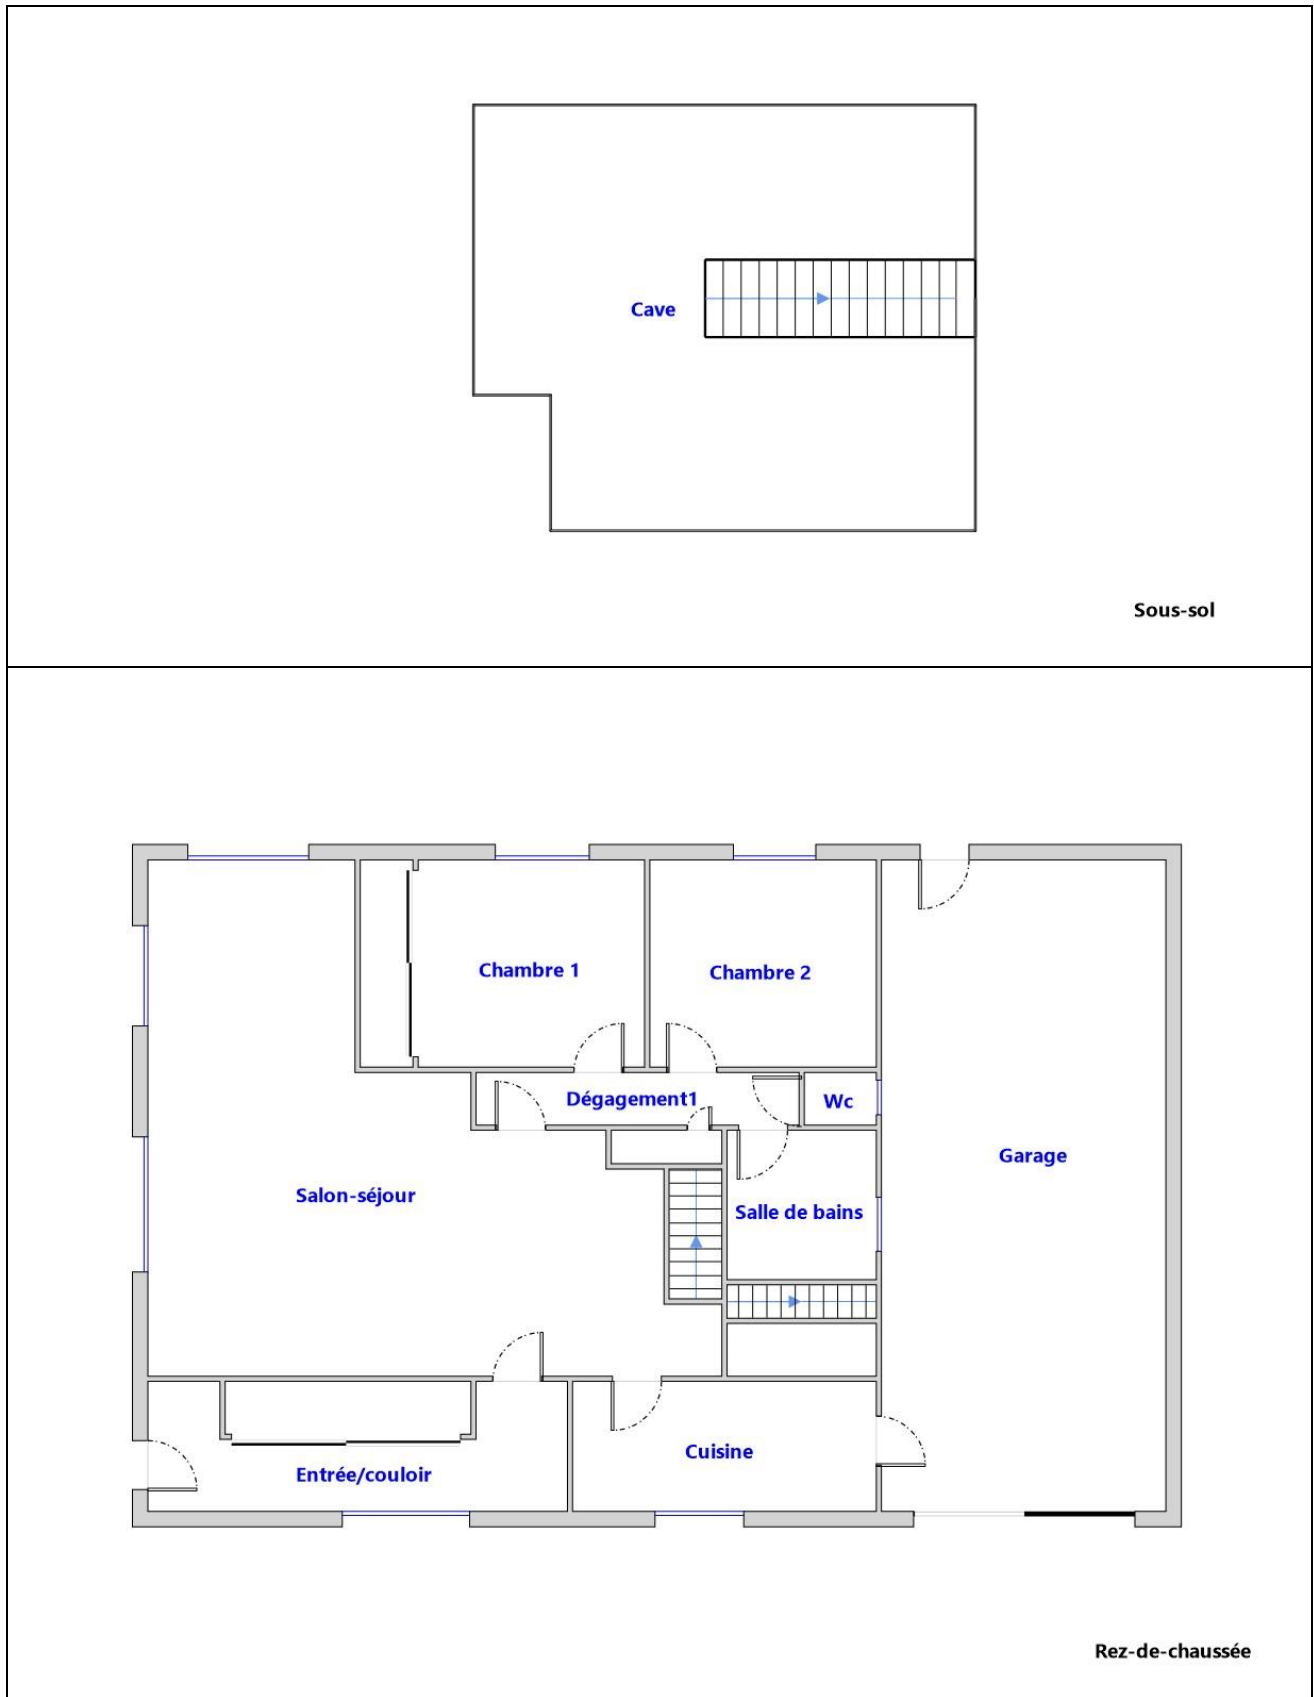 Cave
Sous-sol
Chambre 1
Chambre 2
Dégagement1
Wc
Garage
Salon-séjour
Salle de bains
Cuisine
Entrée/couloir
Rez-de-chaussée